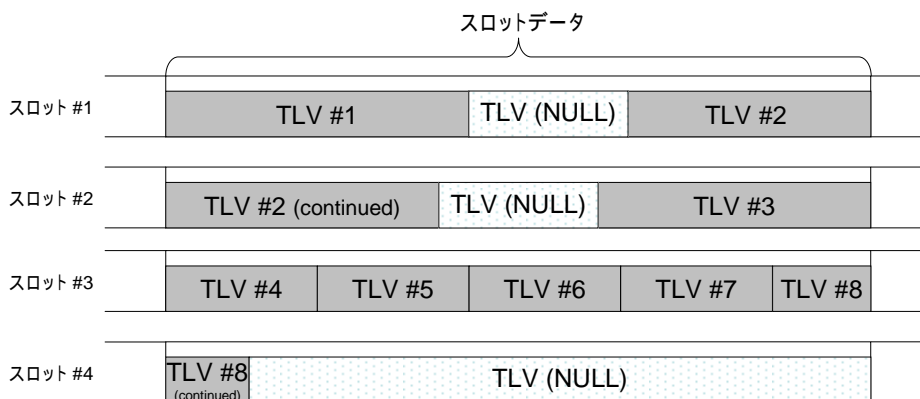 スロットデータ
スロット #1
TLV #1
TLV (NULL)
TLV #2
スロット #2
TLV #2 (continued)
TLV (NULL)
TLV #3
スロット #3
TLV #4
TLV #5
TLV #6
TLV #7
TLV #8
スロット #4
TLV #8
(continued)
TLV (NULL)